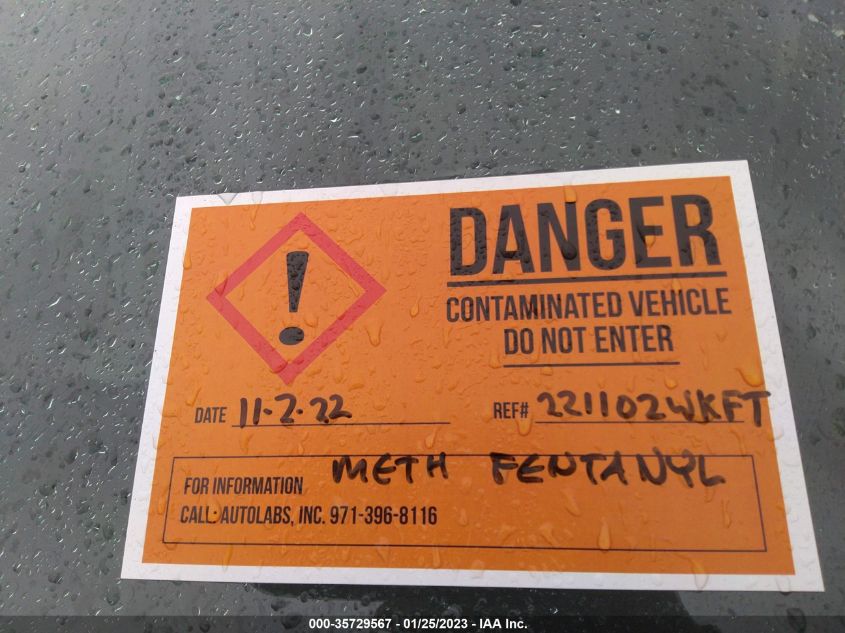 !
DANGER
CONTAMINATED VEHICLE
DO NOT ENTER
DATE 11-2-22 REF# 221102WKFT
METH FENTANYL
FOR INFORMATION
CALL: AUTOLABS, INC. 971-396-8116
000-35729567 - 01/25/2023 - IAA Inc.